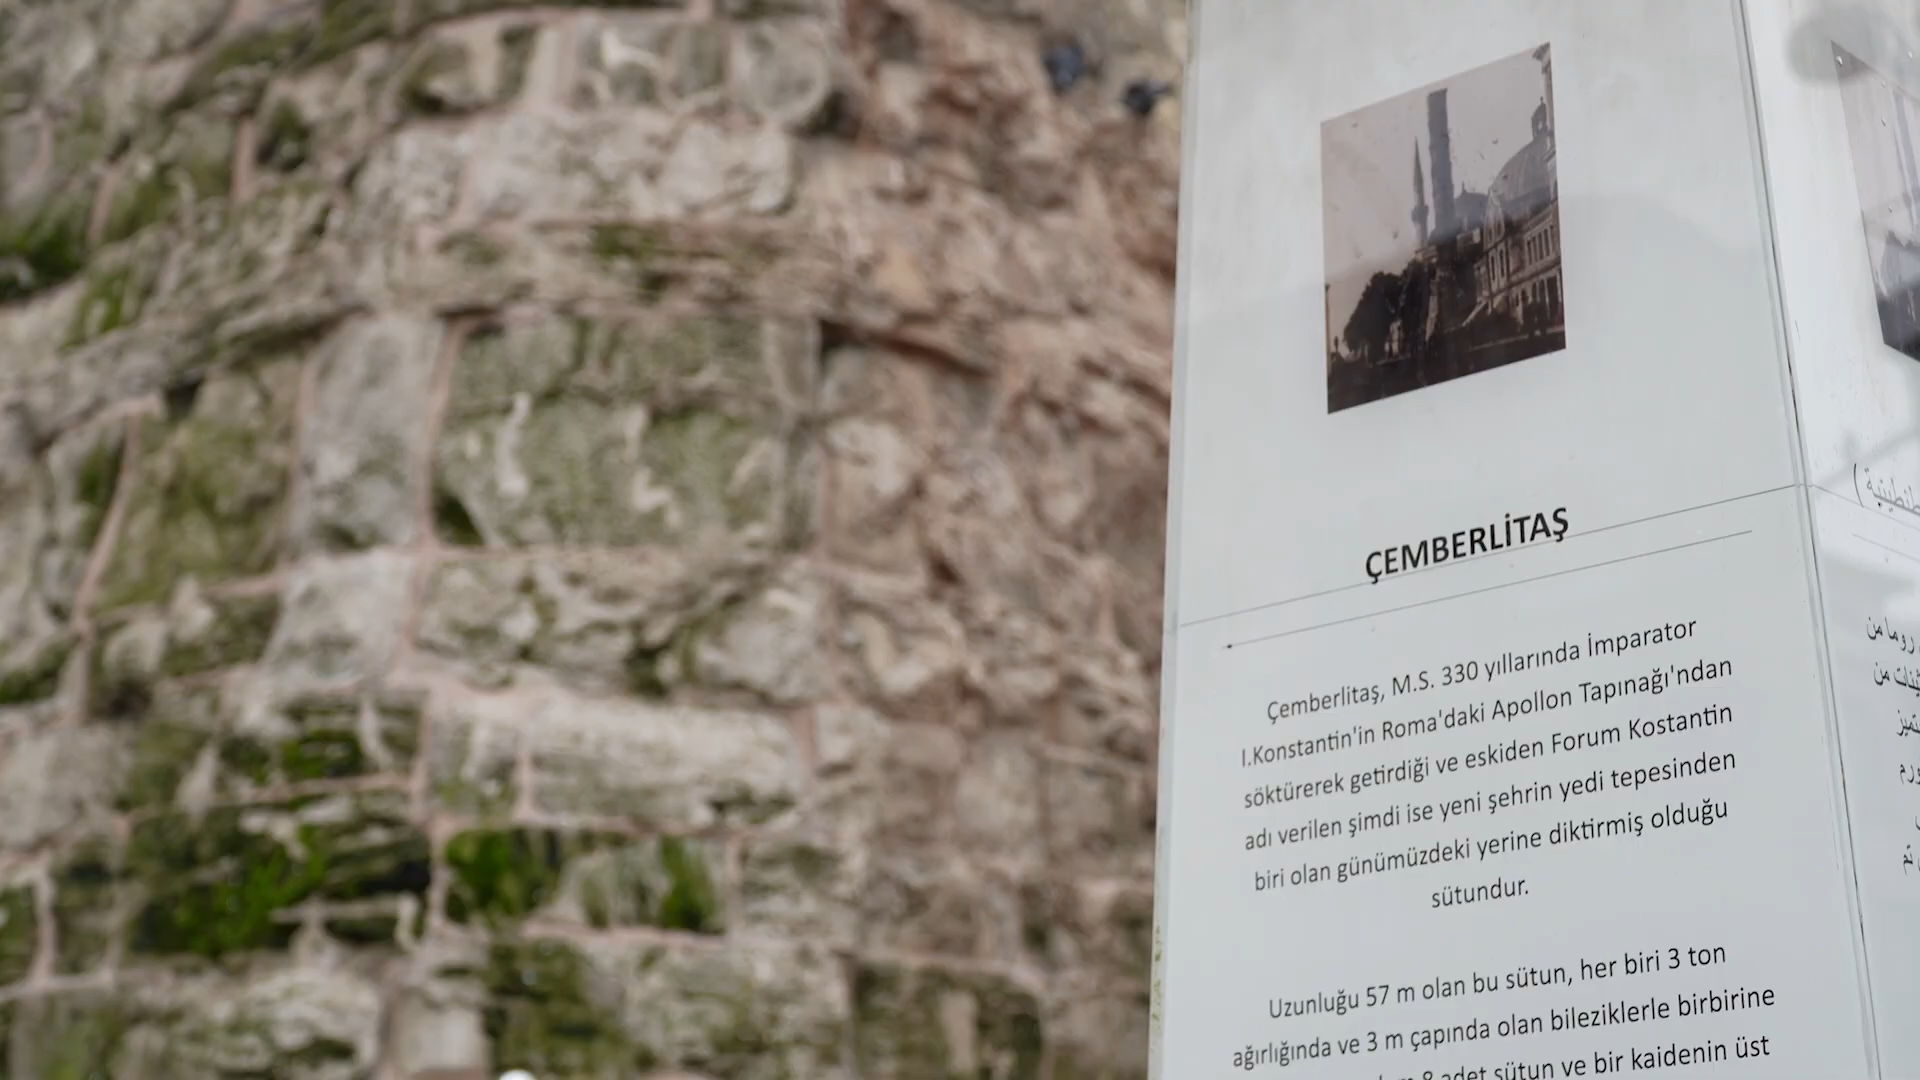 ÇEMBERLİTAŞ
Çemberlitaş, M.S. 330 yıllarında İmparator
I.Konstantin'in Roma'daki Apollon Tapınağı'ndan
söktürerek getirdiği ve eskiden Forum Kostantin
adı verilen şimdi ise yeni şehrin yedi tepesinden
biri olan günümüzdeki yerine diktirmiş olduğu
sütundur.
Uzunluğu 57 m olan bu sütun, her biri 3 ton
ağırlığında ve 3 m çapında olan bileziklerle birbirine
8 adet sütun ve bir kaidenin üst
روما من
من